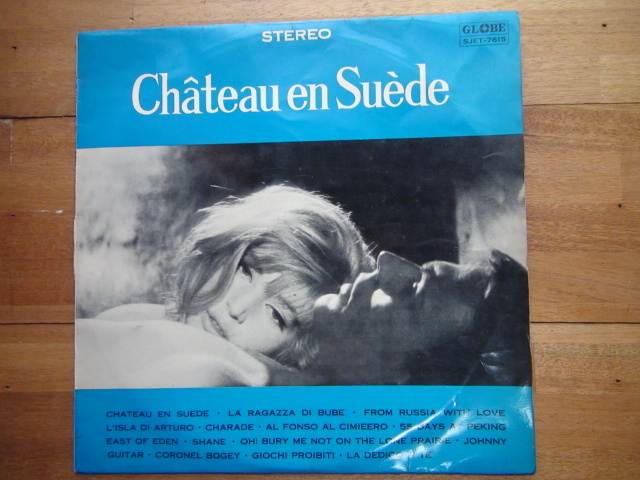 STEREO
GLOBE
SJET-7615
Château en Suède
CHATEAU EN SUEDE · LA RAGAZZA DI BUBE · FROM RUSSIA WITH LOVE
L'ISLA DI ARTURO · CHARADE · AL FONSO AL CIMIEERO · 55 DAYS AT PEKING
EAST OF EDEN · SHANE · OH! BURY ME NOT ON THE LONE PRAIRIE · JOHNNY
GUITAR · CORONEL BOGEY · GIOCHI PROIBITI · LA DEDICO A TE